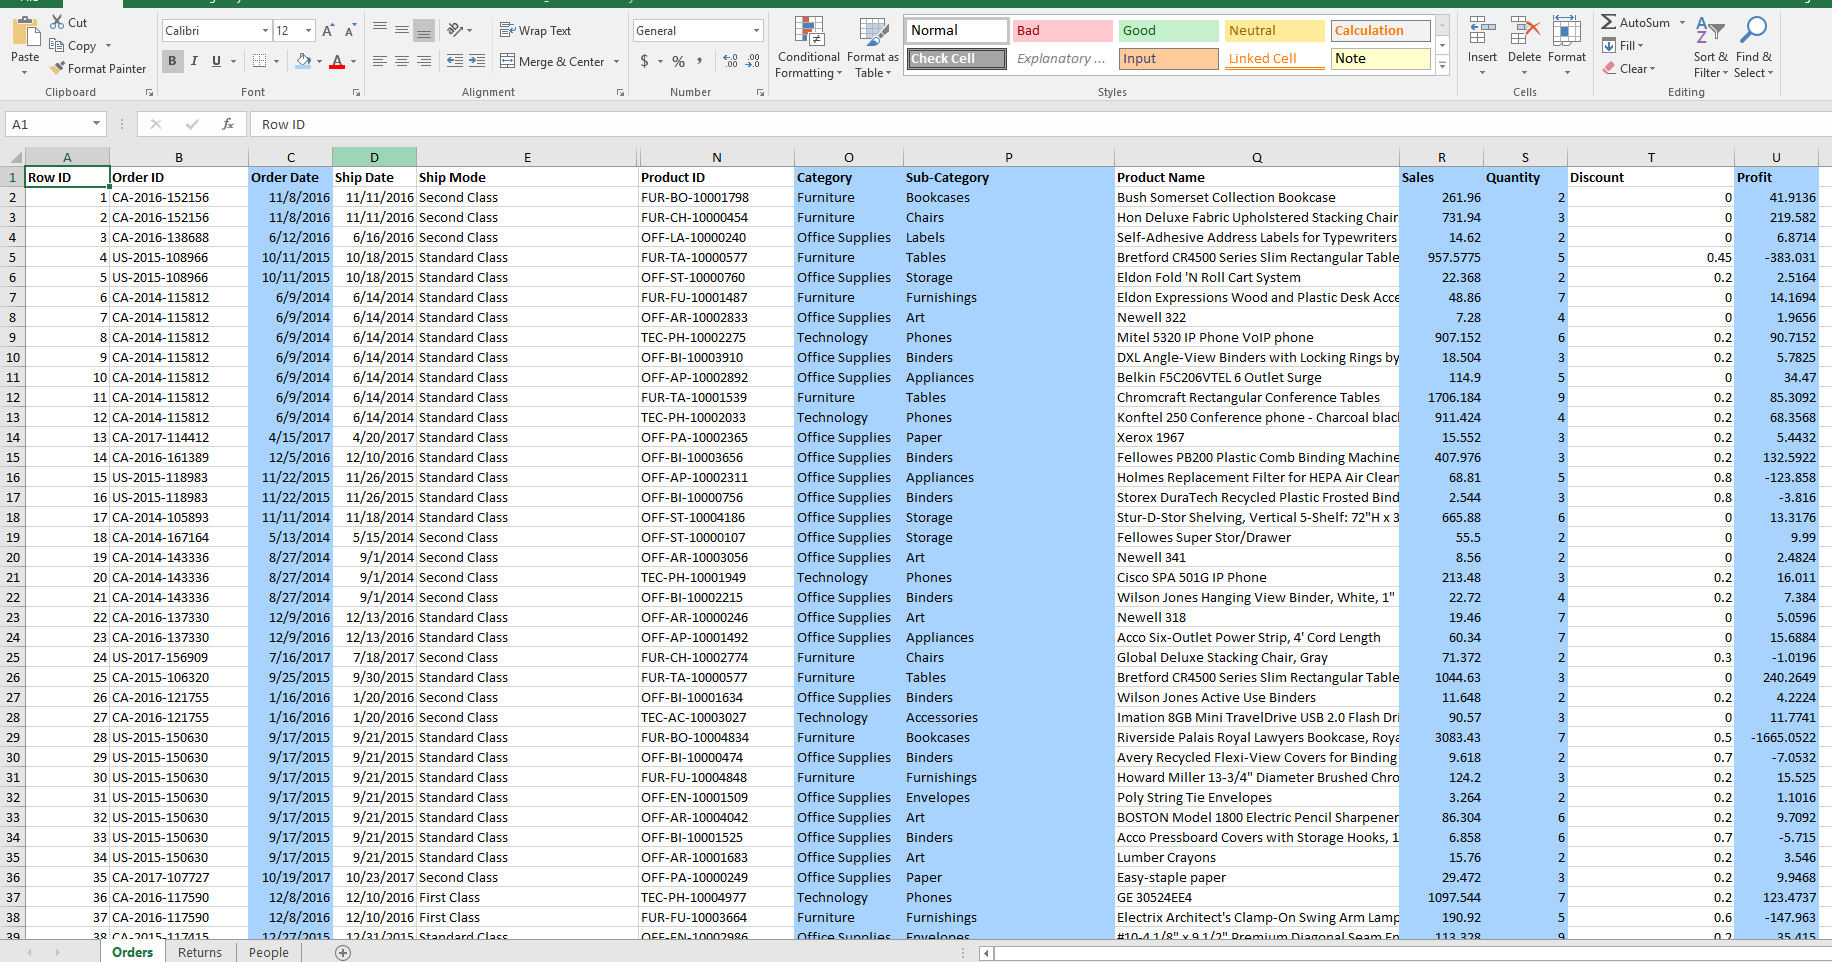 Cut
Copy
Format Painter
Paste
Clipboard
Calibri 12
B I U
Font
Wrap Text
Merge & Center
Alignment
General
$ % ,
Number
Conditional Formatting
Format as Table
Normal Bad Good Neutral Calculation
Check Cell Explanatory ... Input Linked Cell Note
Styles
Insert Delete Format
Cells
AutoSum
Fill
Clear
Sort & Filter
Find & Select
Editing
A1 fx Row ID
A B C D E N O P Q R S T U
1 Row ID Order ID Order Date Ship Date Ship Mode Product ID Category Sub-Category Product Name Sales Quantity Discount Profit
2 1 CA-2016-152156 11/8/2016 11/11/2016 Second Class FUR-BO-10001798 Furniture Bookcases Bush Somerset Collection Bookcase 261.96 2 0 41.9136
3 2 CA-2016-152156 11/8/2016 11/11/2016 Second Class FUR-CH-10000454 Furniture Chairs Hon Deluxe Fabric Upholstered Stacking Chair 731.94 3 0 219.582
4 3 CA-2016-138688 6/12/2016 6/16/2016 Second Class OFF-LA-10000240 Office Supplies Labels Self-Adhesive Address Labels for Typewriters 14.62 2 0 6.8714
5 4 US-2015-108966 10/11/2015 10/18/2015 Standard Class FUR-TA-10000577 Furniture Tables Bretford CR4500 Series Slim Rectangular Table 957.5775 5 0.45 -383.031
6 5 US-2015-108966 10/11/2015 10/18/2015 Standard Class OFF-ST-10000760 Office Supplies Storage Eldon Fold 'N Roll Cart System 22.368 2 0.2 2.5164
7 6 CA-2014-115812 6/9/2014 6/14/2014 Standard Class FUR-FU-10001487 Furniture Furnishings Eldon Expressions Wood and Plastic Desk Acce 48.86 7 0 14.1694
8 7 CA-2014-115812 6/9/2014 6/14/2014 Standard Class OFF-AR-10002833 Office Supplies Art Newell 322 7.28 4 0 1.9656
9 8 CA-2014-115812 6/9/2014 6/14/2014 Standard Class TEC-PH-10002275 Technology Phones Mitel 5320 IP Phone VoIP phone 907.152 6 0.2 90.7152
10 9 CA-2014-115812 6/9/2014 6/14/2014 Standard Class OFF-BI-10003910 Office Supplies Binders DXL Angle-View Binders with Locking Rings by 18.504 3 0.2 5.7825
11 10 CA-2014-115812 6/9/2014 6/14/2014 Standard Class OFF-AP-10002892 Office Supplies Appliances Belkin F5C206VTEL 6 Outlet Surge 114.9 5 0 34.47
12 11 CA-2014-115812 6/9/2014 6/14/2014 Standard Class FUR-TA-10001539 Furniture Tables Chromcraft Rectangular Conference Tables 1706.184 9 0.2 85.3092
13 12 CA-2014-115812 6/9/2014 6/14/2014 Standard Class TEC-PH-10002033 Technology Phones Konftel 250 Conference phone - Charcoal blacl 911.424 4 0.2 68.3568
14 13 CA-2017-114412 4/15/2017 4/20/2017 Standard Class OFF-PA-10002365 Office Supplies Paper Xerox 1967 15.552 3 0.2 5.4432
15 14 CA-2016-161389 12/5/2016 12/10/2016 Standard Class OFF-BI-10003656 Office Supplies Binders Fellowes PB200 Plastic Comb Binding Machine 407.976 3 0.2 132.5922
16 15 US-2015-118983 11/22/2015 11/26/2015 Standard Class OFF-AP-10002311 Office Supplies Appliances Holmes Replacement Filter for HEPA Air Clean 68.81 5 0.8 -123.858
17 16 US-2015-118983 11/22/2015 11/26/2015 Standard Class OFF-BI-10000756 Office Supplies Binders Storex DuraTech Recycled Plastic Frosted Bind 2.544 3 0.8 -3.816
18 17 CA-2014-105893 11/11/2014 11/18/2014 Standard Class OFF-ST-10004186 Office Supplies Storage Stur-D-Stor Shelving, Vertical 5-Shelf: 72"H x 3 665.88 6 0 13.3176
19 18 CA-2014-167164 5/13/2014 5/15/2014 Second Class OFF-ST-10000107 Office Supplies Storage Fellowes Super Stor/Drawer 55.5 2 0 9.99
20 19 CA-2014-143336 8/27/2014 9/1/2014 Second Class OFF-AR-10003056 Office Supplies Art Newell 341 8.56 2 0 2.4824
21 20 CA-2014-143336 8/27/2014 9/1/2014 Second Class TEC-PH-10001949 Technology Phones Cisco SPA 501G IP Phone 213.48 3 0.2 16.011
22 21 CA-2014-143336 8/27/2014 9/1/2014 Second Class OFF-BI-10002215 Office Supplies Binders Wilson Jones Hanging View Binder, White, 1" 22.72 4 0.2 7.384
23 22 CA-2016-137330 12/9/2016 12/13/2016 Standard Class OFF-AR-10000246 Office Supplies Art Newell 318 19.46 7 0 5.0596
24 23 CA-2016-137330 12/9/2016 12/13/2016 Standard Class OFF-AP-10001492 Office Supplies Appliances Acco Six-Outlet Power Strip, 4' Cord Length 60.34 7 0 15.6884
25 24 US-2017-156909 7/16/2017 7/18/2017 Second Class FUR-CH-10002774 Furniture Chairs Global Deluxe Stacking Chair, Gray 71.372 2 0.3 -1.0196
26 25 CA-2015-106320 9/25/2015 9/30/2015 Standard Class FUR-TA-10000577 Furniture Tables Bretford CR4500 Series Slim Rectangular Table 1044.63 3 0 240.2649
27 26 CA-2016-121755 1/16/2016 1/20/2016 Second Class OFF-BI-10001634 Office Supplies Binders Wilson Jones Active Use Binders 11.648 2 0.2 4.2224
28 27 CA-2016-121755 1/16/2016 1/20/2016 Second Class TEC-AC-10003027 Technology Accessories Imation 8GB Mini TravelDrive USB 2.0 Flash Dri 90.57 3 0 11.7741
29 28 US-2015-150630 9/17/2015 9/21/2015 Standard Class FUR-BO-10004834 Furniture Bookcases Riverside Palais Royal Lawyers Bookcase, Roya 3083.43 7 0.5 -1665.0522
30 29 US-2015-150630 9/17/2015 9/21/2015 Standard Class OFF-BI-10000474 Office Supplies Binders Avery Recycled Flexi-View Covers for Binding 9.618 2 0.7 -7.0532
31 30 US-2015-150630 9/17/2015 9/21/2015 Standard Class FUR-FU-10004848 Furniture Furnishings Howard Miller 13-3/4" Diameter Brushed Chro 124.2 3 0.2 15.525
32 31 US-2015-150630 9/17/2015 9/21/2015 Standard Class OFF-EN-10001509 Office Supplies Envelopes Poly String Tie Envelopes 3.264 2 0.2 1.1016
33 32 US-2015-150630 9/17/2015 9/21/2015 Standard Class OFF-AR-10004042 Office Supplies Art BOSTON Model 1800 Electric Pencil Sharpener 86.304 6 0.2 9.7092
34 33 US-2015-150630 9/17/2015 9/21/2015 Standard Class OFF-BI-10001525 Office Supplies Binders Acco Pressboard Covers with Storage Hooks, 1 6.858 6 0.7 -5.715
35 34 US-2015-150630 9/17/2015 9/21/2015 Standard Class OFF-AR-10001683 Office Supplies Art Lumber Crayons 15.76 2 0.2 3.546
36 35 CA-2017-107727 10/19/2017 10/23/2017 Second Class OFF-PA-10000249 Office Supplies Paper Easy-staple paper 29.472 3 0.2 9.9468
37 36 CA-2016-117590 12/8/2016 12/10/2016 First Class TEC-PH-10004977 Technology Phones GE 30524EE4 1097.544 7 0.2 123.4737
38 37 CA-2016-117590 12/8/2016 12/10/2016 First Class FUR-FU-10003664 Furniture Furnishings Electrix Architect's Clamp-On Swing Arm Lamp 190.92 5 0.6 -147.963
39 38 CA-2015-117415 12/27/2015 12/31/2015 Standard Class OFF-EN-10002986 Office Supplies Envelopes #10-4 1/8" x 9 1/2" Premium Diagonal Seam En 113.328 9 0.2 35.415
Orders Returns People